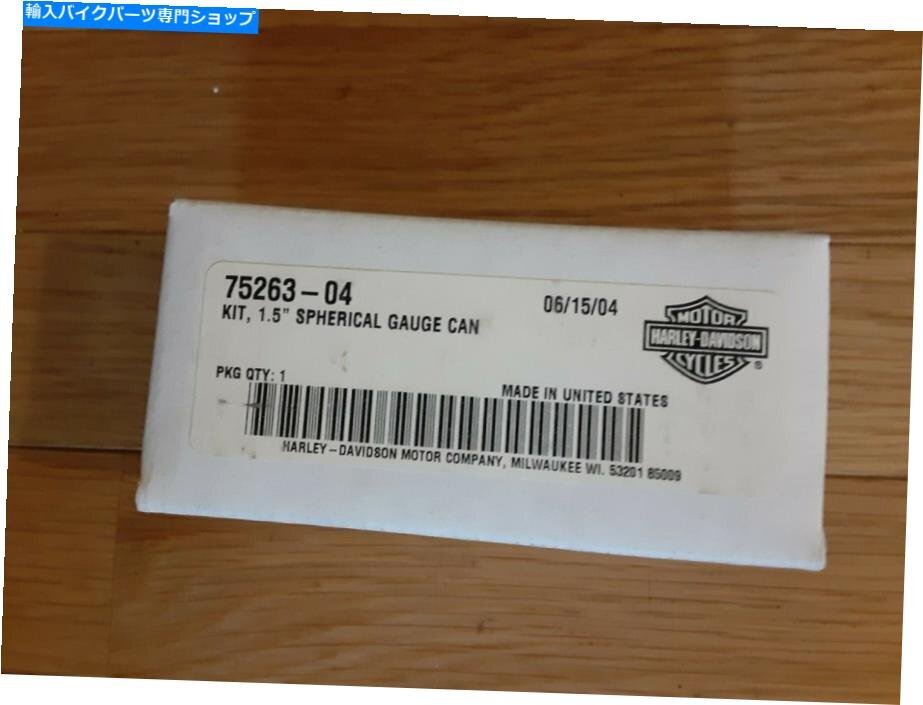 輸入バイクパーツ専門ショップ
75263-04
06/15/04
KIT, 1.5" SPHERICAL GAUGE CAN
MOTOR
HARLEY-DAVIDSON
CYCLES
®
PKG QTY: 1
MADE IN UNITED STATES
HARLEY-DAVIDSON MOTOR COMPANY, MILWAUKEE WI. 53201 85009